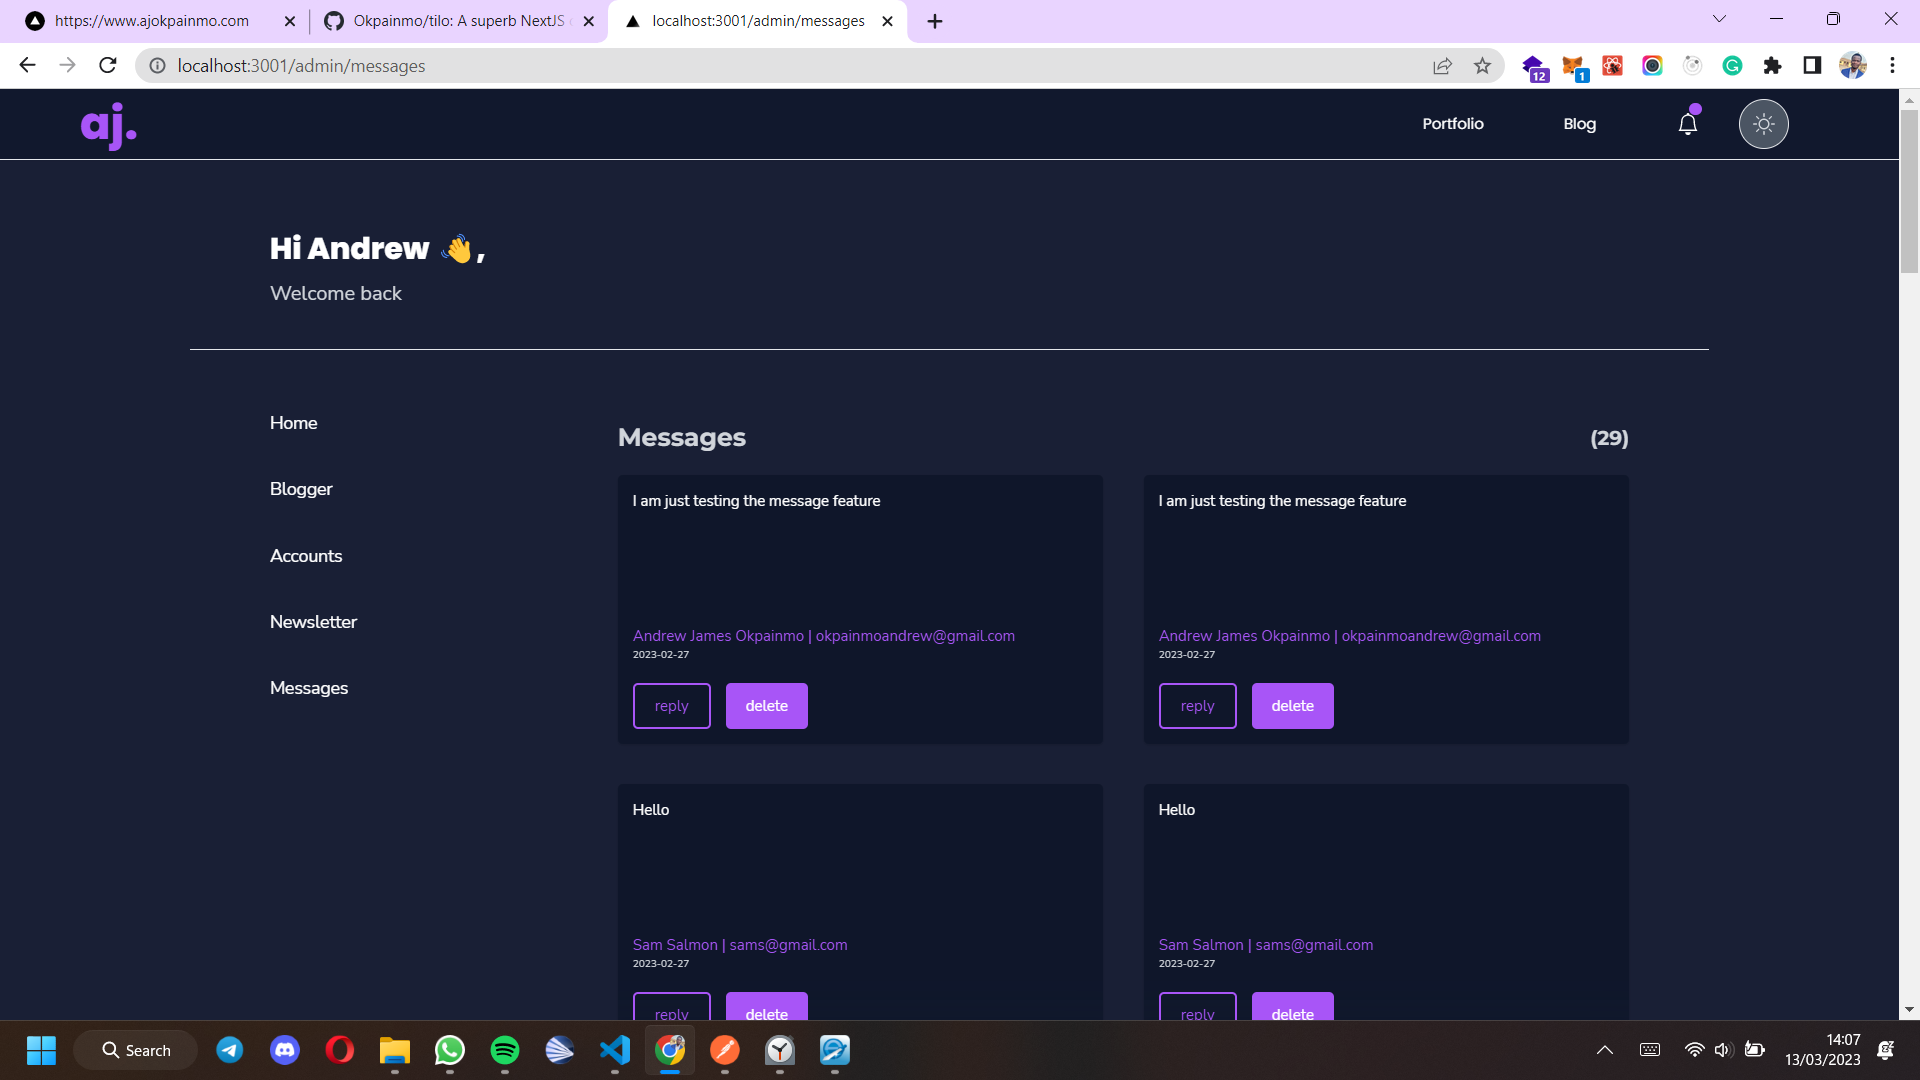 https://www.ajokpainmo.com
Okpainmo/tilo: A superb NextJS
localhost:3001/admin/messages
localhost:3001/admin/messages
12
1
aj.
Portfolio
Blog
Hi Andrew 👋,
Welcome back
Home
Blogger
Accounts
Newsletter
Messages
Messages
(29)
I am just testing the message feature
Andrew James Okpainmo | okpainmoandrew@gmail.com
2023-02-27
reply
delete
I am just testing the message feature
Andrew James Okpainmo | okpainmoandrew@gmail.com
2023-02-27
reply
delete
Hello
Sam Salmon | sams@gmail.com
2023-02-27
reply
delete
Hello
Sam Salmon | sams@gmail.com
2023-02-27
reply
delete
Search
14:07
13/03/2023